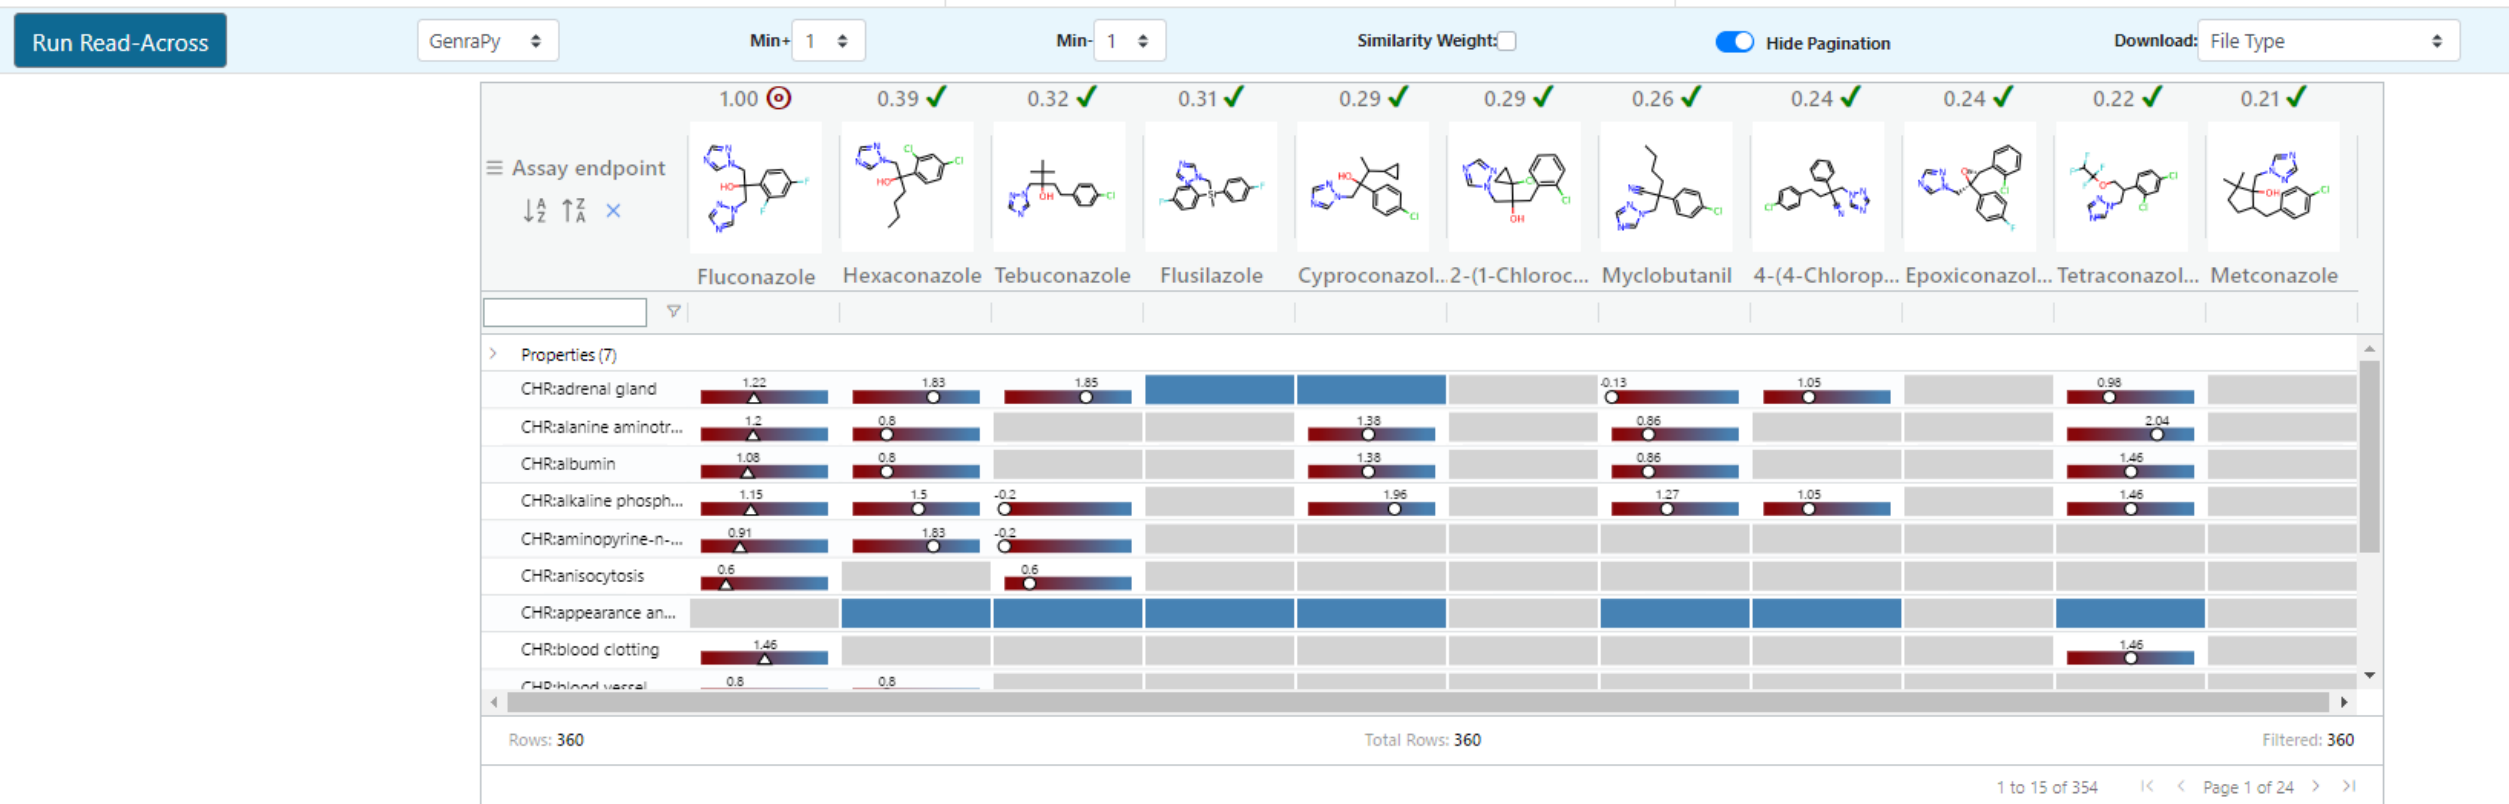 Run Read-Across GenraPy Min+ 1 Min- 1 Similarity Weight: Hide Pagination Download: File Type
1.00 0.39 0.32 0.31 0.29 0.29 0.26 0.24 0.24 0.22 0.21
Assay endpoint
Fluconazole Hexaconazole Tebuconazole Flusilazole Cyproconazol... 2-(1-Chloroc... Myclobutanil 4-(4-Chlorop... Epoxiconazol... Tetraconazol... Metconazole
Properties (7)
CHR:adrenal gland 1.22 1.83 1.85 -0.13 1.05 0.98
CHR:alanine aminotr... 1.2 0.8 1.38 0.86 2.04
CHR:albumin 1.08 0.8 1.38 0.86 1.46
CHR:alkaline phosph... 1.15 1.5 -0.2 1.96 1.27 1.05 1.46
CHR:aminopyrine-n-... 0.91 1.83 -0.2
CHR:anisocytosis 0.6 0.6
CHR:appearance an...
CHR:blood clotting 1.46 1.46
CHR:blood vessel 0.8 0.8
Rows: 360 Total Rows: 360 Filtered: 360
1 to 15 of 354 Page 1 of 24